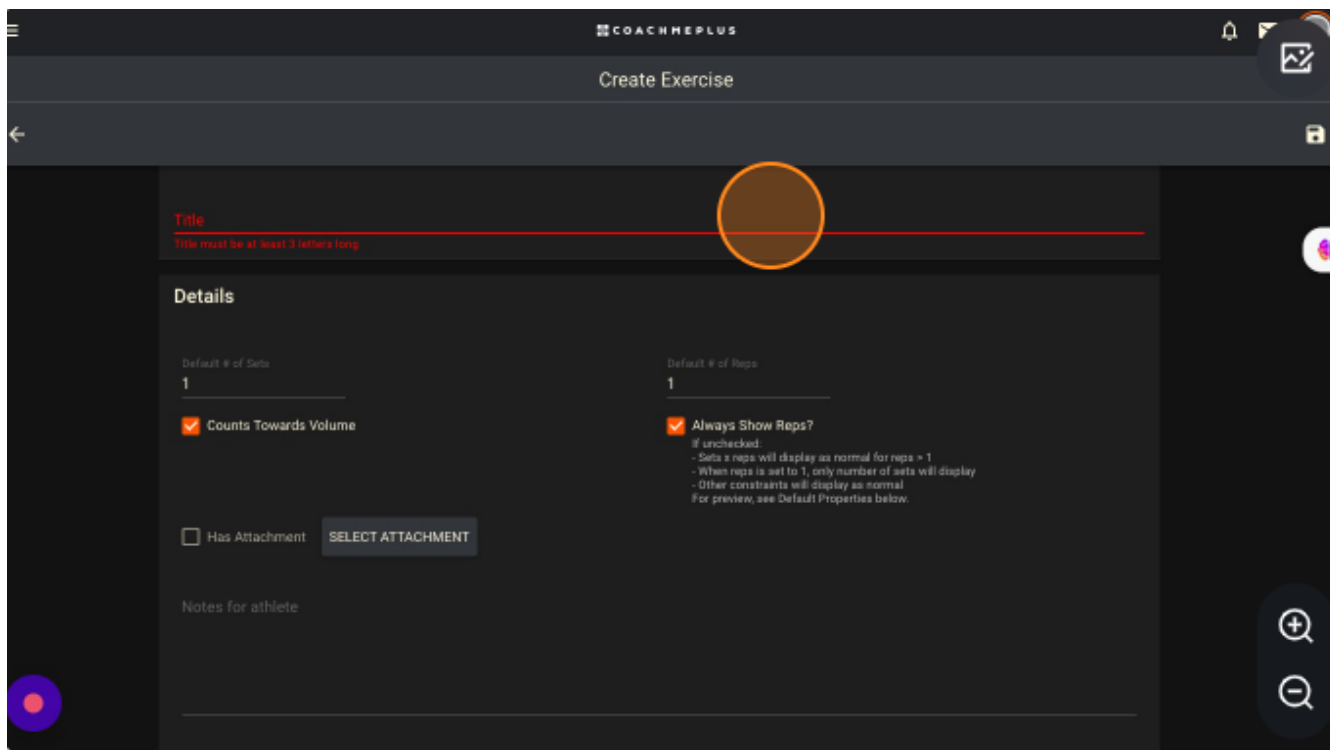 COACHMEPLUS
Create Exercise
Title
Title must be at least 3 letters long
Details
Default # of Sets
1
Default # of Reps
1
Counts Towards Volume
Always Show Reps?
If unchecked:
- Sets x reps will display as normal for reps > 1
- When reps is set to 1, only number of sets will display
- Other constraints will display as normal
For preview, see Default Properties below.
Has Attachment
SELECT ATTACHMENT
Notes for athlete